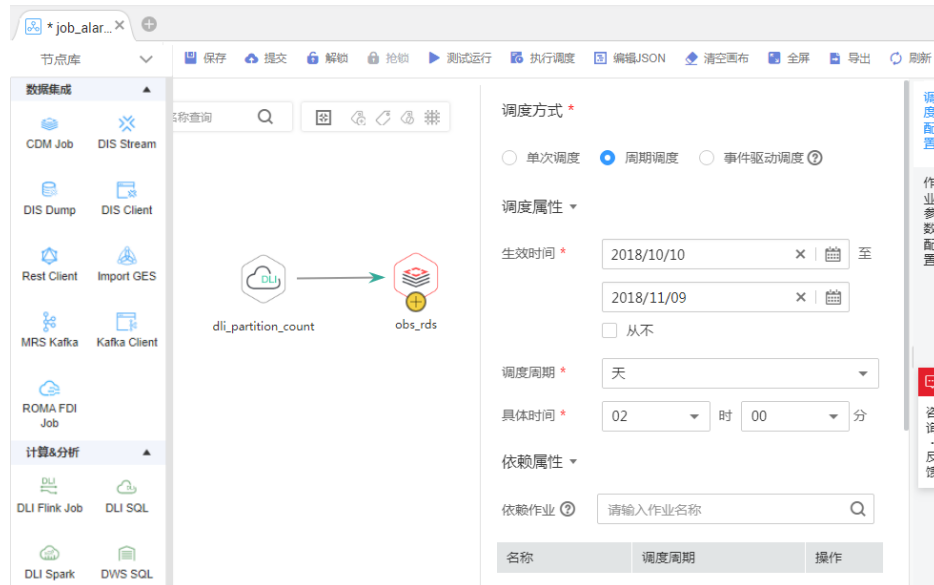 * job_alar...
节点库
保存 提交 解锁 抢锁 测试运行 执行调度 编辑JSON 清空画布 全屏 导出 刷新
数据集成
CDM Job DIS Stream
DIS Dump DIS Client
Rest Client Import GES
MRS Kafka Kafka Client
ROMA FDI
Job
计算&分析
DLI Flink Job DLI SQL
DLI Spark DWS SQL
名称查询
DLI
dli_partition_count
obs_rds
调度方式 *
单次调度 周期调度 事件驱动调度
调度属性
生效时间 * 2018/10/10 至
2018/11/09
从不
调度周期 * 天
具体时间 * 02 时 00 分
依赖属性
依赖作业 请输入作业名称
名称 调度周期 操作
调度配置
作业参数配置
咨询·反馈